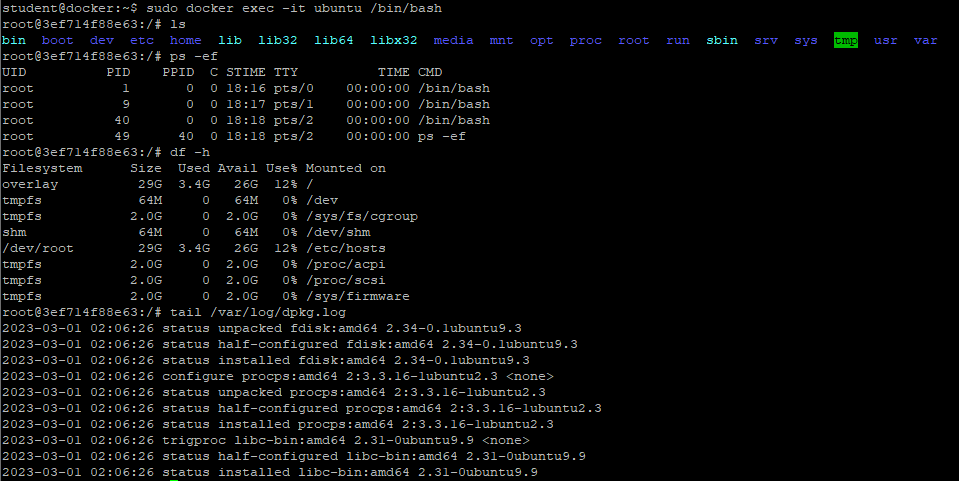 student@docker:~$ sudo docker exec -it ubuntu /bin/bash
root@3ef714f88e63:/# ls
bin  boot  dev  etc  home  lib  lib32  lib64  libx32  media  mnt  opt  proc  root  run  sbin  srv  sys  tmp  usr  var
root@3ef714f88e63:/# ps -ef
UID          PID    PPID  C STIME TTY          TIME CMD
root           1       0  0 18:16 pts/0    00:00:00 /bin/bash
root           9       0  0 18:17 pts/1    00:00:00 /bin/bash
root          40       0  0 18:18 pts/2    00:00:00 /bin/bash
root          49      40  0 18:18 pts/2    00:00:00 ps -ef
root@3ef714f88e63:/# df -h
Filesystem      Size  Used Avail Use% Mounted on
overlay          29G  3.4G   26G  12% /
tmpfs            64M     0   64M   0% /dev
tmpfs           2.0G     0  2.0G   0% /sys/fs/cgroup
shm              64M     0   64M   0% /dev/shm
/dev/root        29G  3.4G   26G  12% /etc/hosts
tmpfs           2.0G     0  2.0G   0% /proc/acpi
tmpfs           2.0G     0  2.0G   0% /proc/scsi
tmpfs           2.0G     0  2.0G   0% /sys/firmware
root@3ef714f88e63:/# tail /var/log/dpkg.log
2023-03-01 02:06:26 status unpacked fdisk:amd64 2.34-0.1ubuntu9.3
2023-03-01 02:06:26 status half-configured fdisk:amd64 2.34-0.1ubuntu9.3
2023-03-01 02:06:26 status installed fdisk:amd64 2.34-0.1ubuntu9.3
2023-03-01 02:06:26 configure procps:amd64 2:3.3.16-1ubuntu2.3 <none>
2023-03-01 02:06:26 status unpacked procps:amd64 2:3.3.16-1ubuntu2.3
2023-03-01 02:06:26 status half-configured procps:amd64 2:3.3.16-1ubuntu2.3
2023-03-01 02:06:26 status installed procps:amd64 2:3.3.16-1ubuntu2.3
2023-03-01 02:06:26 trigproc libc-bin:amd64 2.31-0ubuntu9.9 <none>
2023-03-01 02:06:26 status half-configured libc-bin:amd64 2.31-0ubuntu9.9
2023-03-01 02:06:26 status installed libc-bin:amd64 2.31-0ubuntu9.9